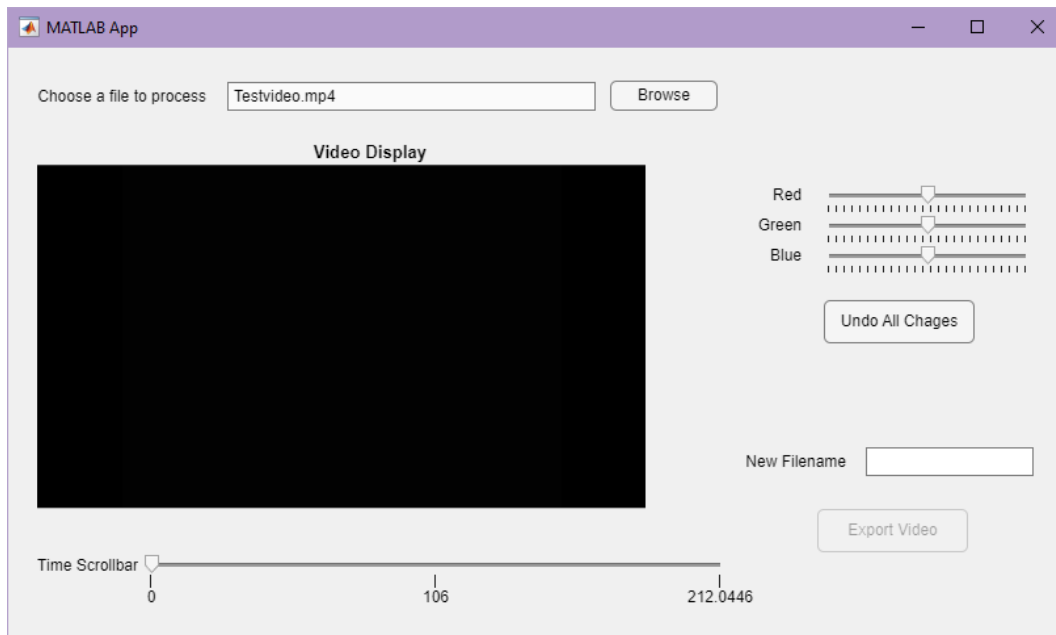 MATLAB App
Choose a file to process Testvideo.mp4 Browse
Video Display
Red
Green
Blue
Undo All Chages
New Filename
Export Video
Time Scrollbar
0 106 212.0446